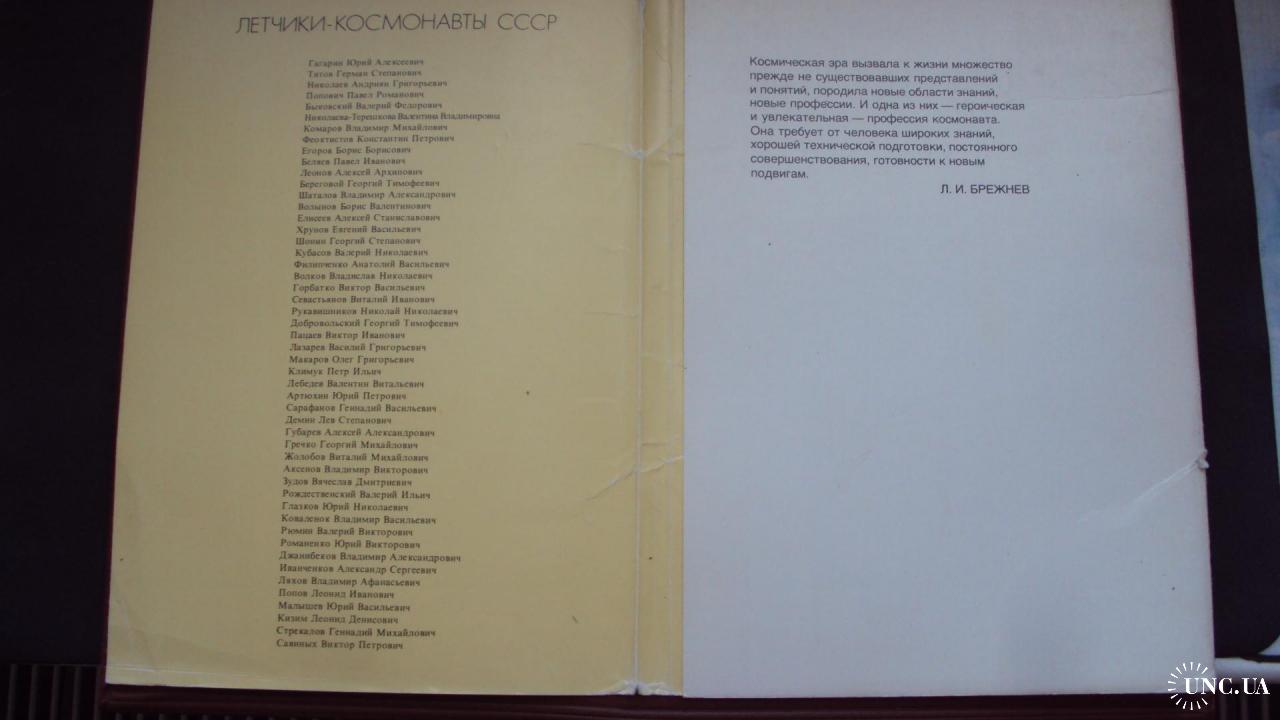 ЛЕТЧИКИ-КОСМОНАВТЫ СССР
Гагарин Юрий Алексеевич
Титов Герман Степанович
Николаев Андриян Григорьевич
Попович Павел Романович
Быковский Валерий Федорович
Николаева-Терешкова Валентина Владимировна
Комаров Владимир Михайлович
Феоктистов Константин Петрович
Егоров Борис Борисович
Беляев Павел Иванович
Леонов Алексей Архипович
Береговой Георгий Тимофеевич
Шаталов Владимир Александрович
Волынов Борис Валентинович
Елисеев Алексей Станиславович
Хрунов Евгений Васильевич
Шонин Георгий Степанович
Кубасов Валерий Николаевич
Филипченко Анатолий Васильевич
Волков Владислав Николаевич
Горбатко Виктор Васильевич
Севастьянов Виталий Иванович
Рукавишников Николай Николаевич
Добровольский Георгий Тимофеевич
Пацаев Виктор Иванович
Лазарев Василий Григорьевич
Макаров Олег Григорьевич
Климук Петр Ильич
Лебедев Валентин Витальевич
Артюхин Юрий Петрович
Сарафанов Геннадий Васильевич
Демин Лев Степанович
Губарев Алексей Александрович
Гречко Георгий Михайлович
Жолобов Виталий Михайлович
Аксенов Владимир Викторович
Зудов Вячеслав Дмитриевич
Рождественский Валерий Ильич
Глазков Юрий Николаевич
Коваленок Владимир Васильевич
Рюмин Валерий Викторович
Романенко Юрий Викторович
Джанибеков Владимир Александрович
Иванченков Александр Сергеевич
Ляхов Владимир Афанасьевич
Попов Леонид Иванович
Малышев Юрий Васильевич
Кизим Леонид Денисович
Стрекалов Геннадий Михайлович
Савиных Виктор Петрович
Космическая эра вызвала к жизни множество
прежде не существовавших представлений
и понятий, породила новые области знаний,
новые профессии. И одна из них — героическая
и увлекательная — профессия космонавта.
Она требует от человека широких знаний,
хорошей технической подготовки, постоянного
совершенствования, готовности к новым
подвигам.
Л. И. БРЕЖНЕВ
UNC.UA